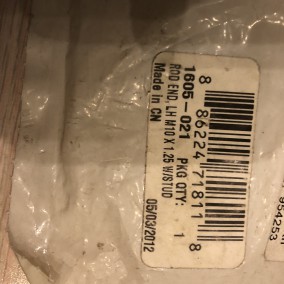 1605-021 PKG QTY: 1
ROD END, LH M10 X 1.25 W/STUD
Made in CN
05/03/2012
8 86224 71811 8
954253